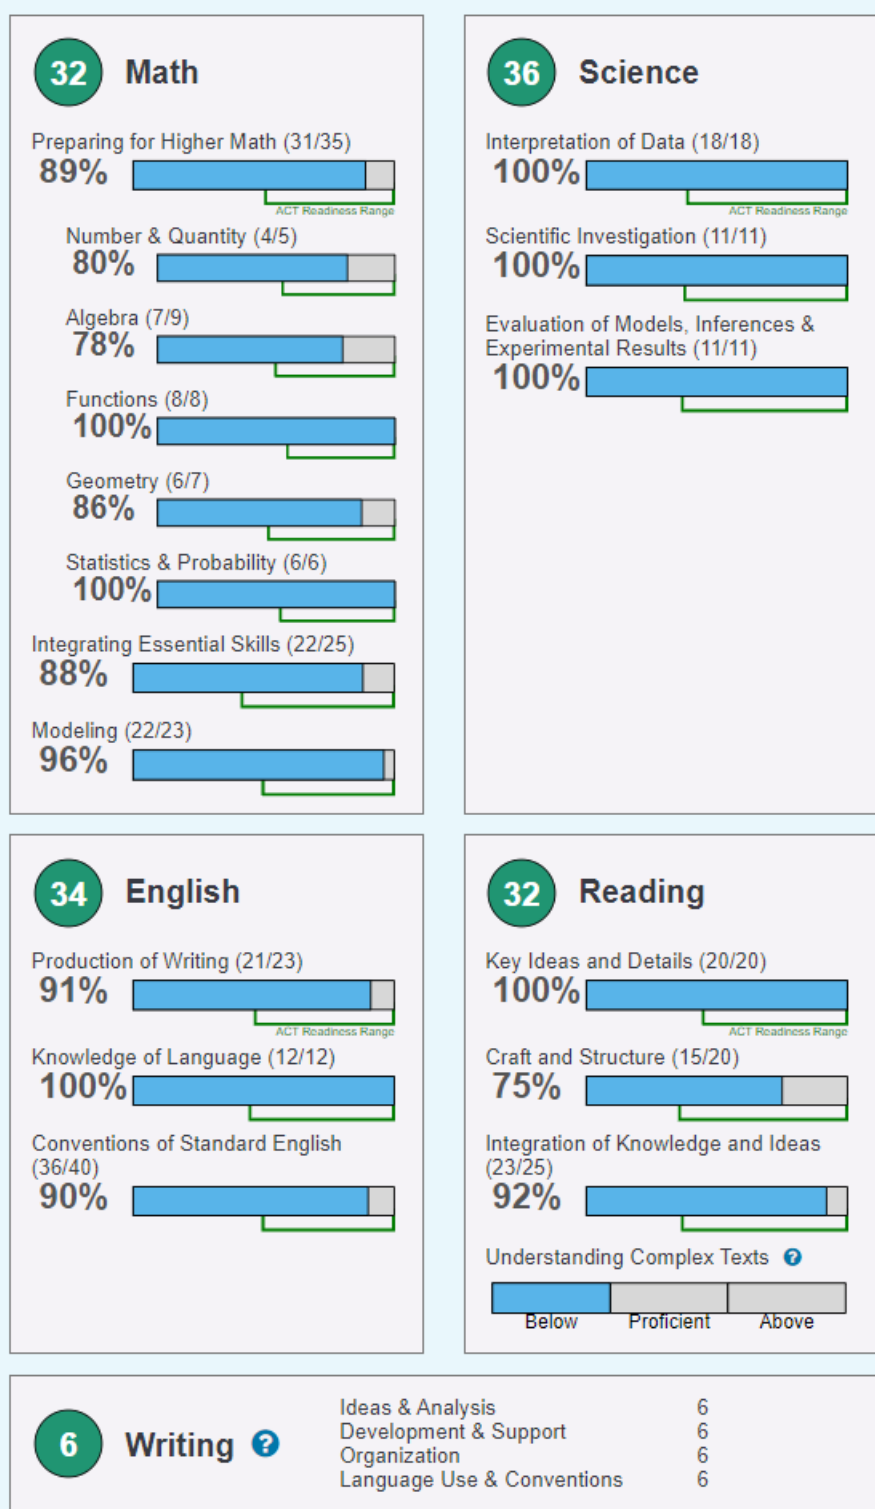 32 Math
Preparing for Higher Math (31/35)
89%
ACT Readiness Range
Number & Quantity (4/5)
80%
Algebra (7/9)
78%
Functions (8/8)
100%
Geometry (6/7)
86%
Statistics & Probability (6/6)
100%
Integrating Essential Skills (22/25)
88%
Modeling (22/23)
96%
36 Science
Interpretation of Data (18/18)
100%
ACT Readiness Range
Scientific Investigation (11/11)
100%
Evaluation of Models, Inferences &
Experimental Results (11/11)
100%
34 English
Production of Writing (21/23)
91%
ACT Readiness Range
Knowledge of Language (12/12)
100%
Conventions of Standard English
(36/40)
90%
32 Reading
Key Ideas and Details (20/20)
100%
ACT Readiness Range
Craft and Structure (15/20)
75%
Integration of Knowledge and Ideas
(23/25)
92%
Understanding Complex Texts ?
Below Proficient Above
6 Writing ?
Ideas & Analysis 6
Development & Support 6
Organization 6
Language Use & Conventions 6